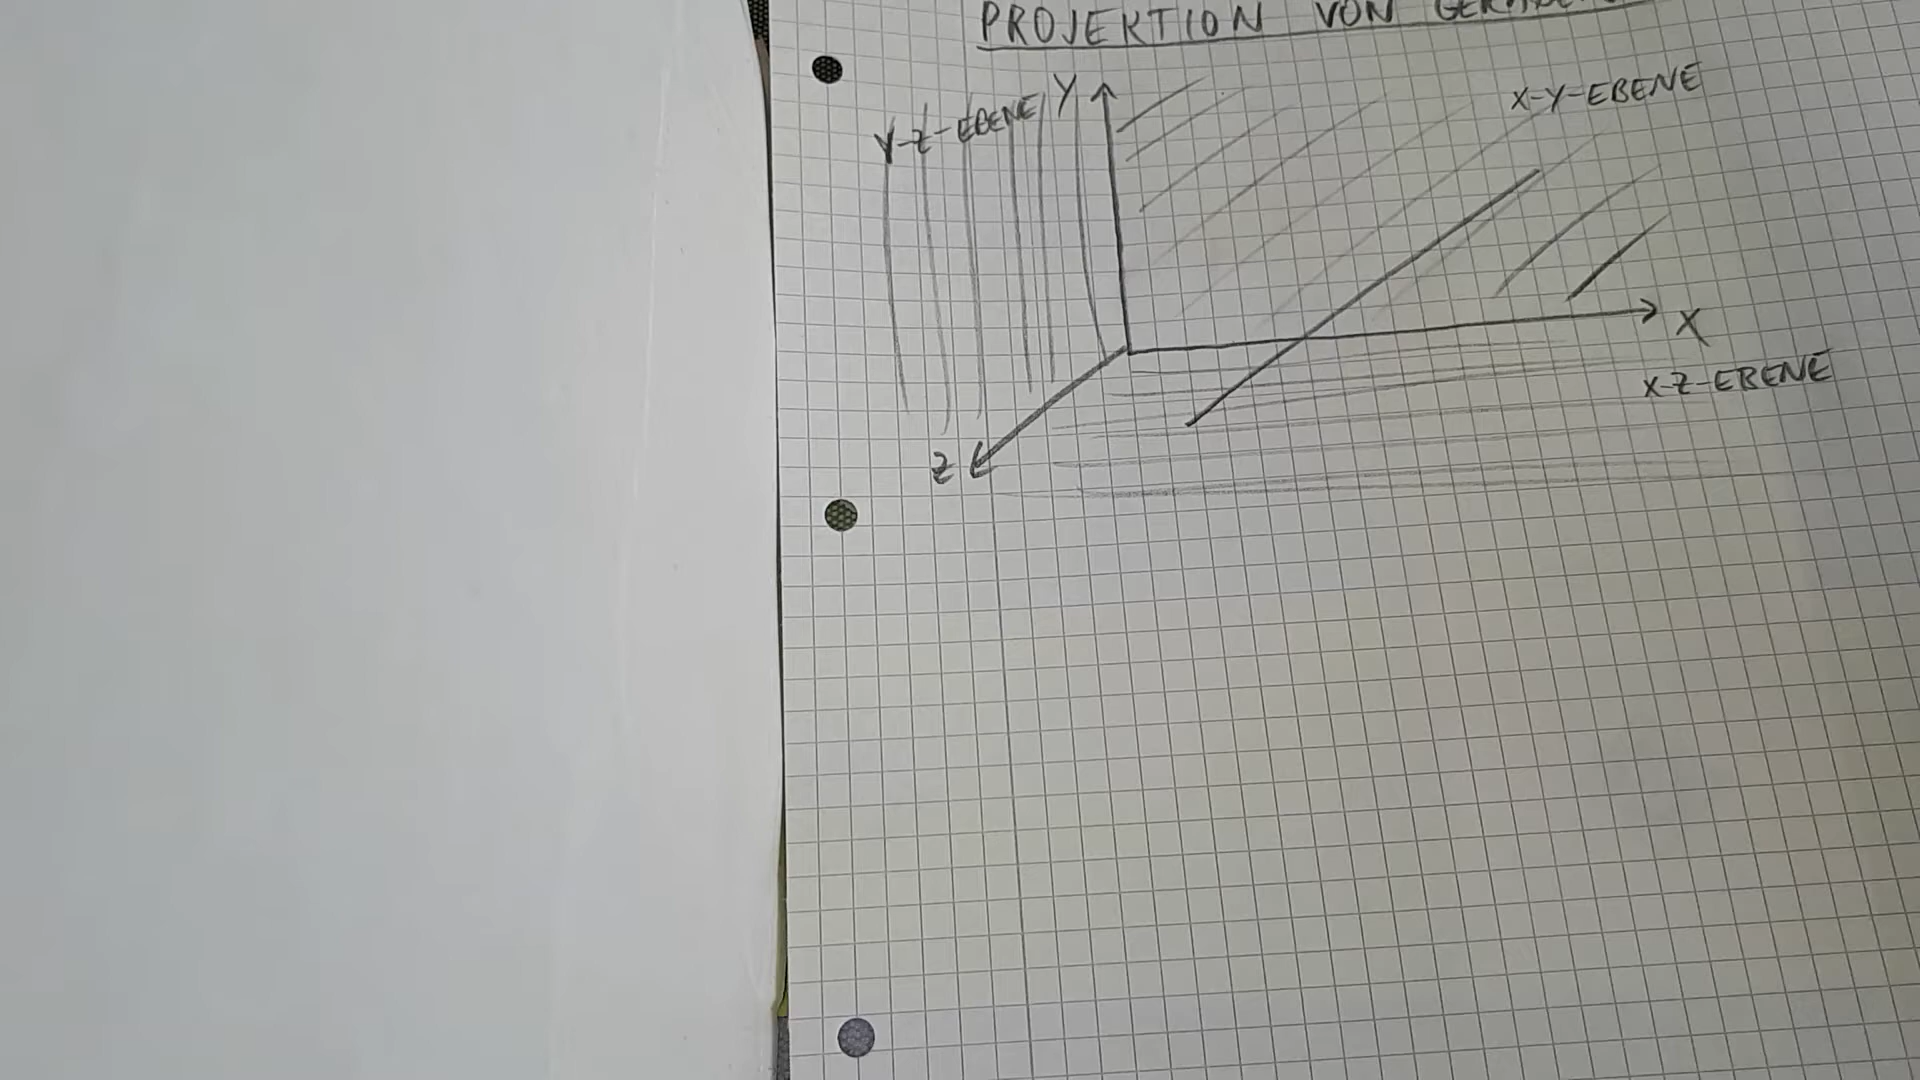 PROJEKTION VON
Y-Z-EBENE
Y
X-Y-EBENE
X
X-Z-EBENE
Z